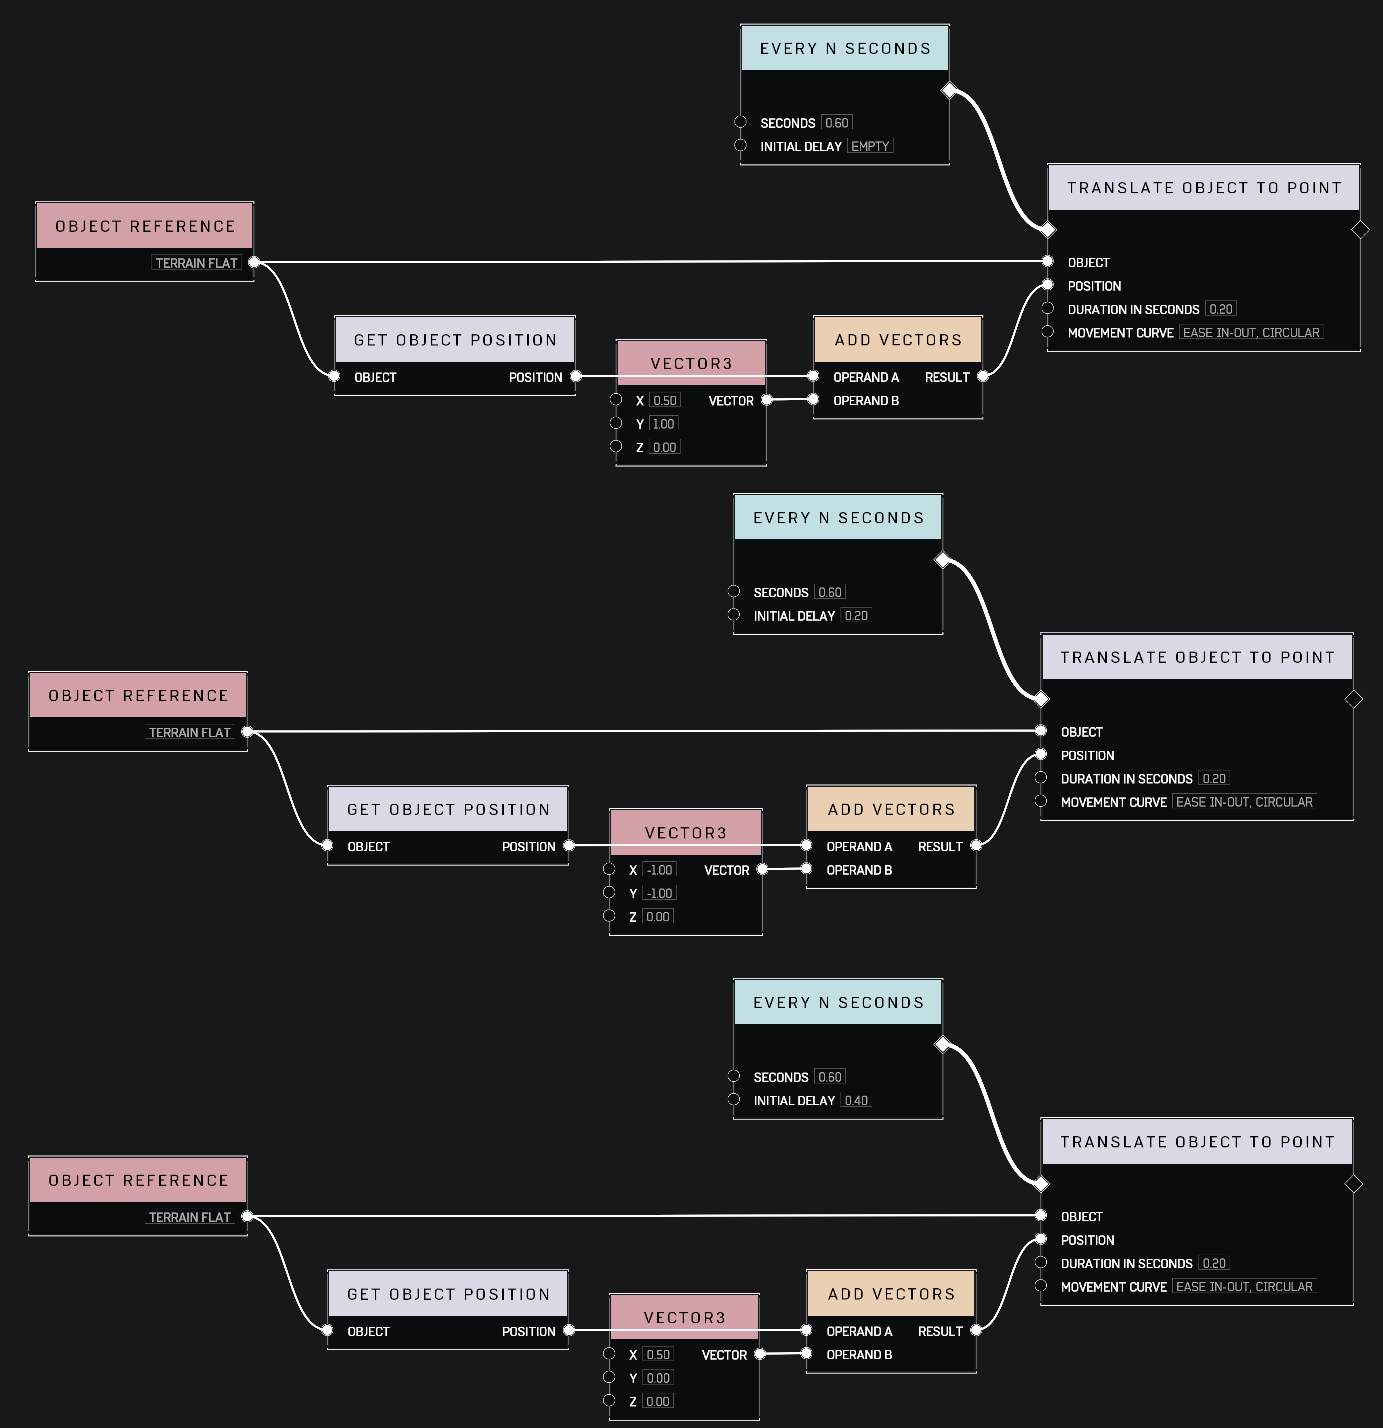 EVERY N SECONDS
SECONDS 0.60
INITIAL DELAY EMPTY
TRANSLATE OBJECT TO POINT
OBJECT
POSITION
DURATION IN SECONDS 0.20
MOVEMENT CURVE EASE IN-OUT, CIRCULAR
OBJECT REFERENCE
TERRAIN FLAT
GET OBJECT POSITION
OBJECT POSITION
VECTOR3
X 0.50 VECTOR
Y 1.00
Z 0.00
ADD VECTORS
OPERAND A RESULT
OPERAND B
EVERY N SECONDS
SECONDS 0.60
INITIAL DELAY 0.20
TRANSLATE OBJECT TO POINT
OBJECT
POSITION
DURATION IN SECONDS 0.20
MOVEMENT CURVE EASE IN-OUT, CIRCULAR
OBJECT REFERENCE
TERRAIN FLAT
GET OBJECT POSITION
OBJECT POSITION
VECTOR3
X -1.00 VECTOR
Y -1.00
Z 0.00
ADD VECTORS
OPERAND A RESULT
OPERAND B
EVERY N SECONDS
SECONDS 0.60
INITIAL DELAY 0.40
TRANSLATE OBJECT TO POINT
OBJECT
POSITION
DURATION IN SECONDS 0.20
MOVEMENT CURVE EASE IN-OUT, CIRCULAR
OBJECT REFERENCE
TERRAIN FLAT
GET OBJECT POSITION
OBJECT POSITION
VECTOR3
X 0.50 VECTOR
Y 0.00
Z 0.00
ADD VECTORS
OPERAND A RESULT
OPERAND B